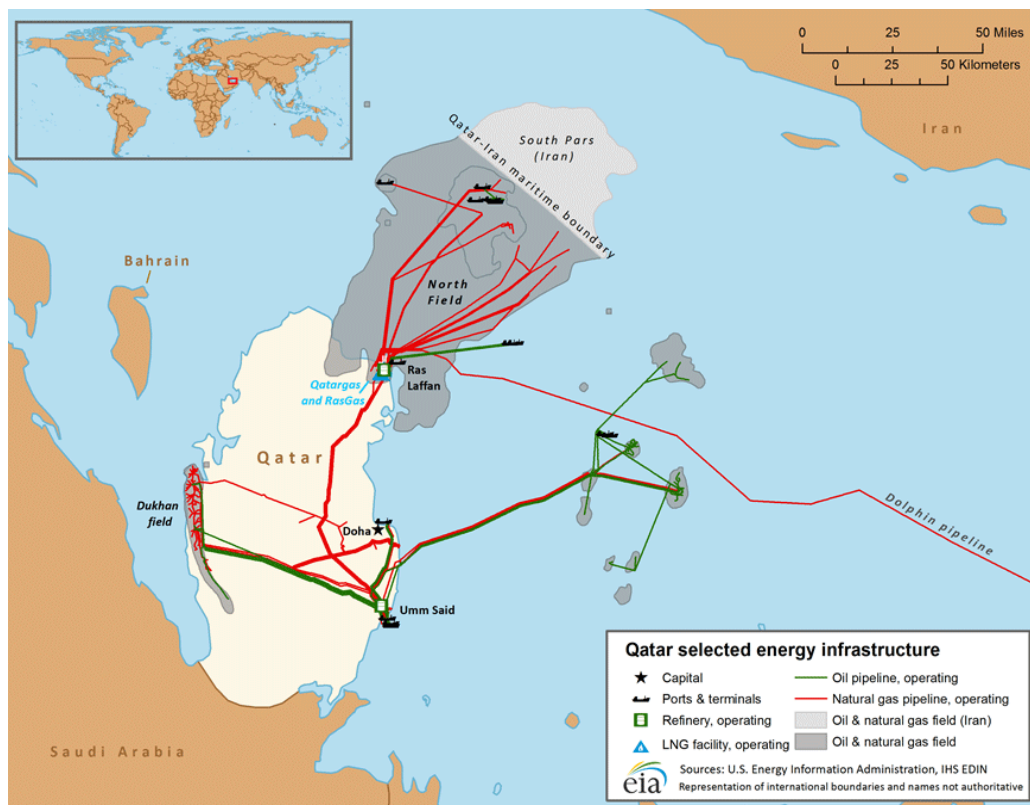 0 25 50 Miles
0 25 50 Kilometers
Iran
South Pars
(Iran)
Qatar-Iran maritime boundary
Bahrain
North
Field
Qatargas
and RasGas
Ras
Laffan
Qatar
Dukhan
field
Doha
Dolphin pipeline
Umm Said
Saudi Arabia
Qatar selected energy infrastructure
Capital
Ports & terminals
Refinery, operating
LNG facility, operating
Oil pipeline, operating
Natural gas pipeline, operating
Oil & natural gas field (Iran)
Oil & natural gas field
eia
Sources: U.S. Energy Information Administration, IHS EDIN
Representation of international boundaries and names not authoritative